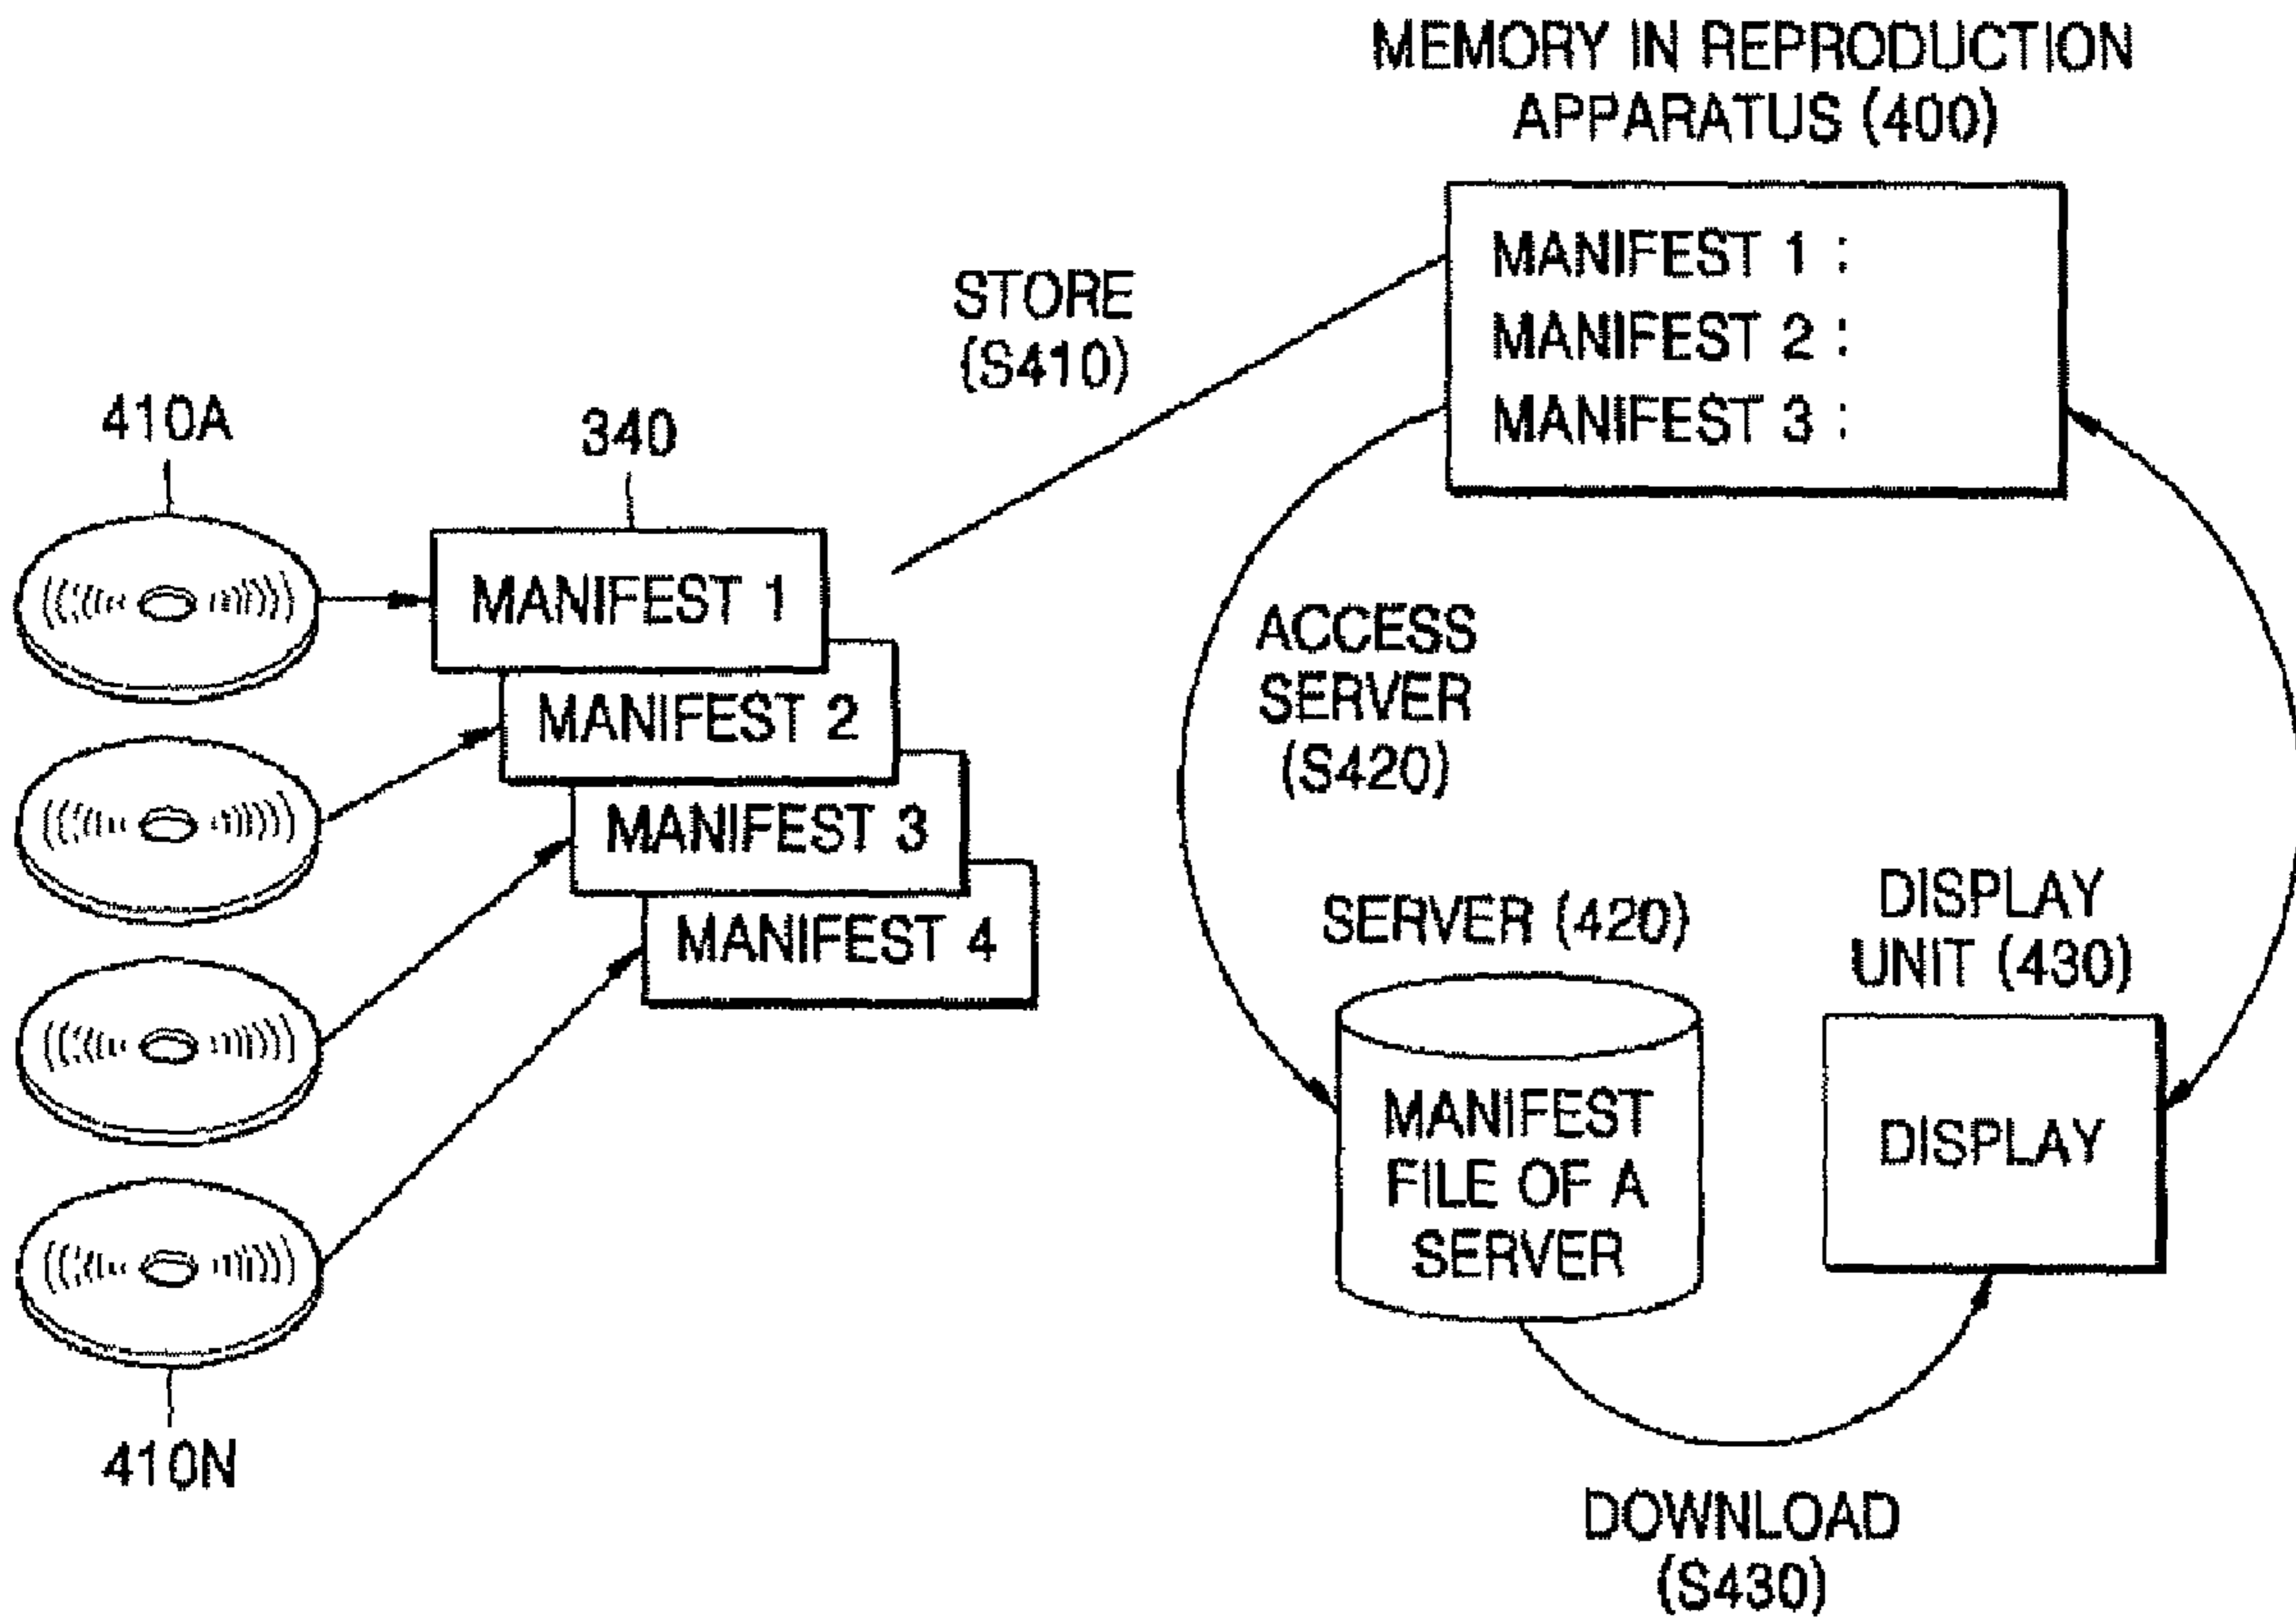 MEMORY IN REPRODUCTION
APPARATUS (400)
MANIFEST 1 :
MANIFEST 2 :
MANIFEST 3 :
STORE
(S410)
410A
340
MANIFEST 1
MANIFEST 2
MANIFEST 3
MANIFEST 4
410N
ACCESS
SERVER
(S420)
SERVER (420)
MANIFEST
FILE OF A
SERVER
DISPLAY
UNIT (430)
DISPLAY
DOWNLOAD
(S430)